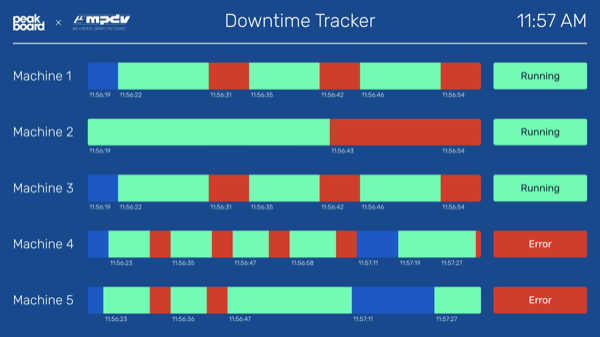 peak board × mpdv Downtime Tracker 11:57 AM
WE CREATE SMART FACTORIES
Machine 1 Running
11:56:19 11:56:22 11:56:31 11:56:35 11:56:42 11:56:46 11:56:54
Machine 2 Running
11:56:19 11:56:43 11:56:54
Machine 3 Running
11:56:19 11:56:22 11:56:31 11:56:35 11:56:42 11:56:46 11:56:54
Machine 4 Error
11:56:23 11:56:35 11:56:47 11:56:58 11:57:11 11:57:19 11:57:27
Machine 5 Error
11:56:23 11:56:36 11:56:47 11:57:11 11:57:27